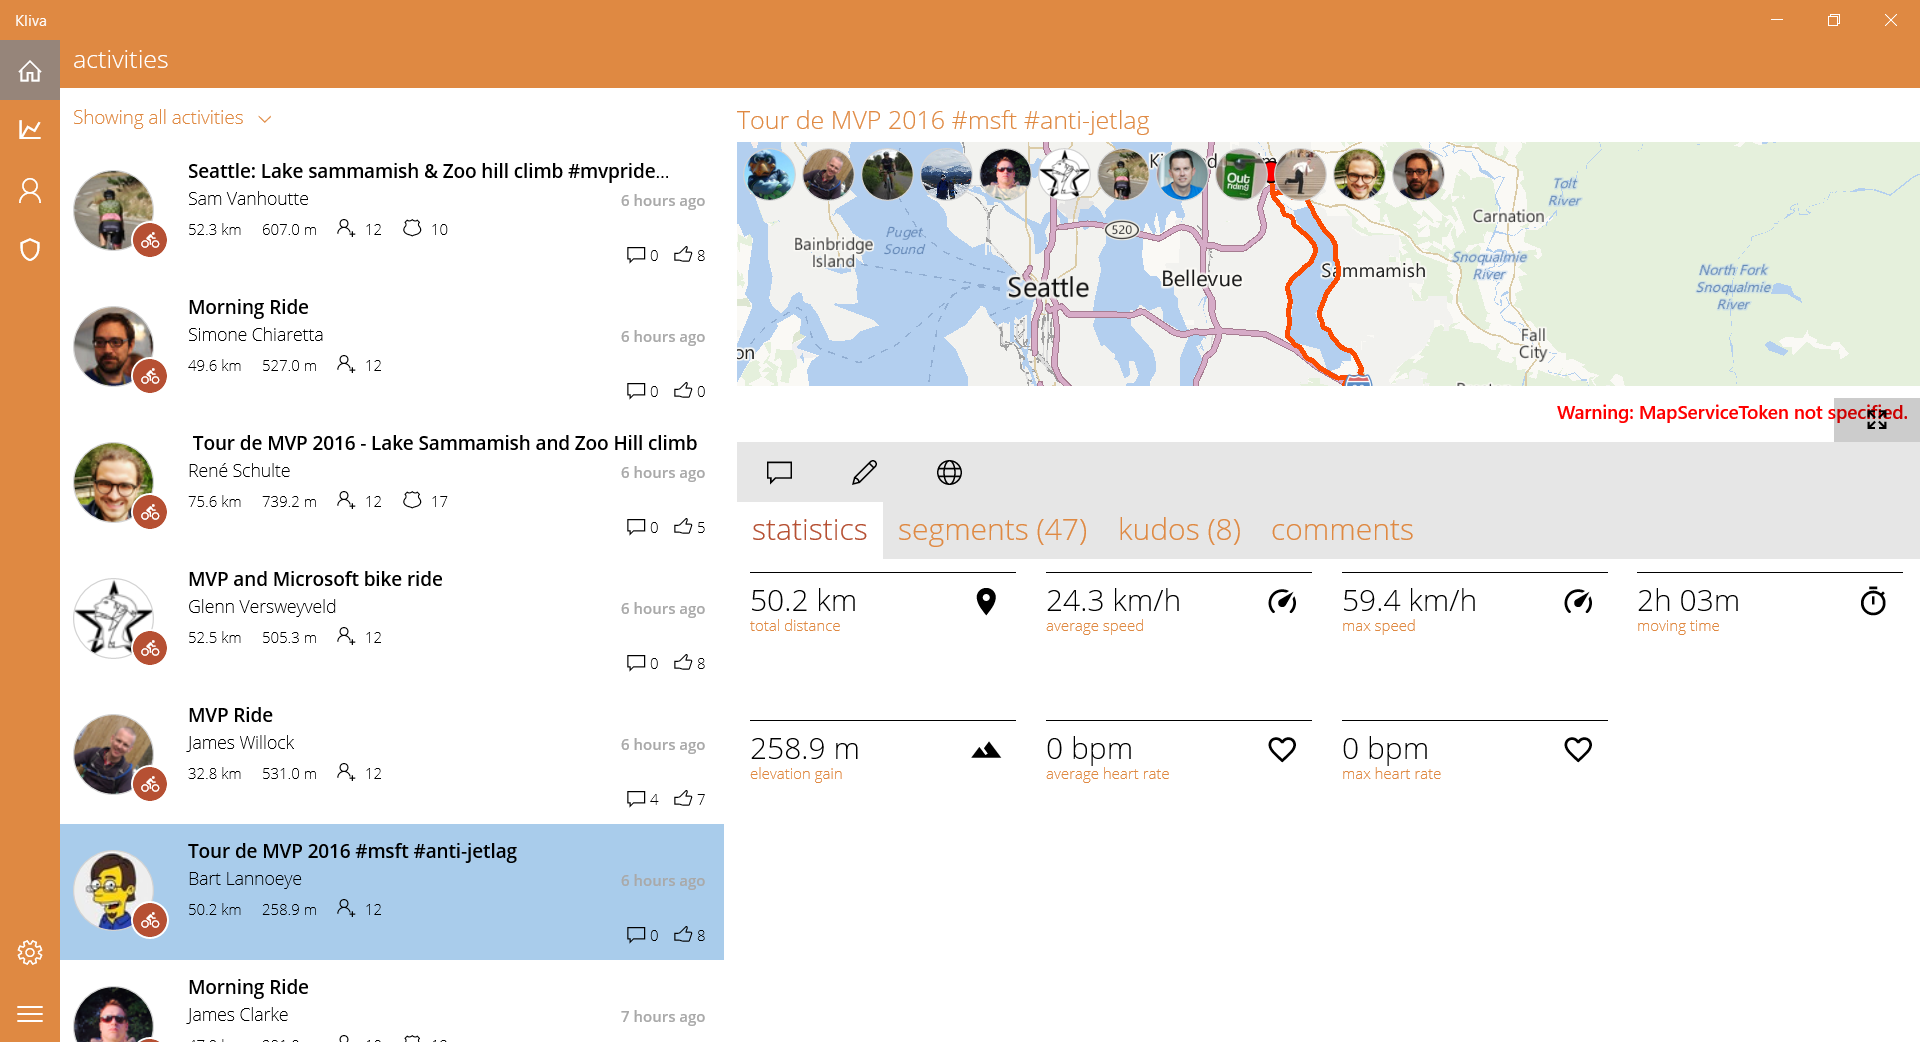 Kliva
activities
Showing all activities
Seattle: Lake sammamish & Zoo hill climb #mvpride...
Sam Vanhoutte
6 hours ago
52.3 km 607.0 m 12 10
0 8
Morning Ride
Simone Chiaretta
6 hours ago
49.6 km 527.0 m 12
0 0
Tour de MVP 2016 - Lake Sammamish and Zoo Hill climb
René Schulte
6 hours ago
75.6 km 739.2 m 12 17
0 5
MVP and Microsoft bike ride
Glenn Versweyveld
6 hours ago
52.5 km 505.3 m 12
0 8
MVP Ride
James Willock
6 hours ago
32.8 km 531.0 m 12
4 7
Tour de MVP 2016 #msft #anti-jetlag
Bart Lannoeye
6 hours ago
50.2 km 258.9 m 12
0 8
Morning Ride
James Clarke
7 hours ago
Tour de MVP 2016 #msft #anti-jetlag
Out
riding
Tolt
River
Carnation
520
Puget
Sound
Bainbridge
Island
Sammamish
Snoqualmie
River
North Fork
Snoqualmie
River
Bellevue
Seattle
Fall
City
on
Warning: MapServiceToken not specified.
statistics segments (47) kudos (8) comments
50.2 km
total distance
24.3 km/h
average speed
59.4 km/h
max speed
2h 03m
moving time
258.9 m
elevation gain
0 bpm
average heart rate
0 bpm
max heart rate